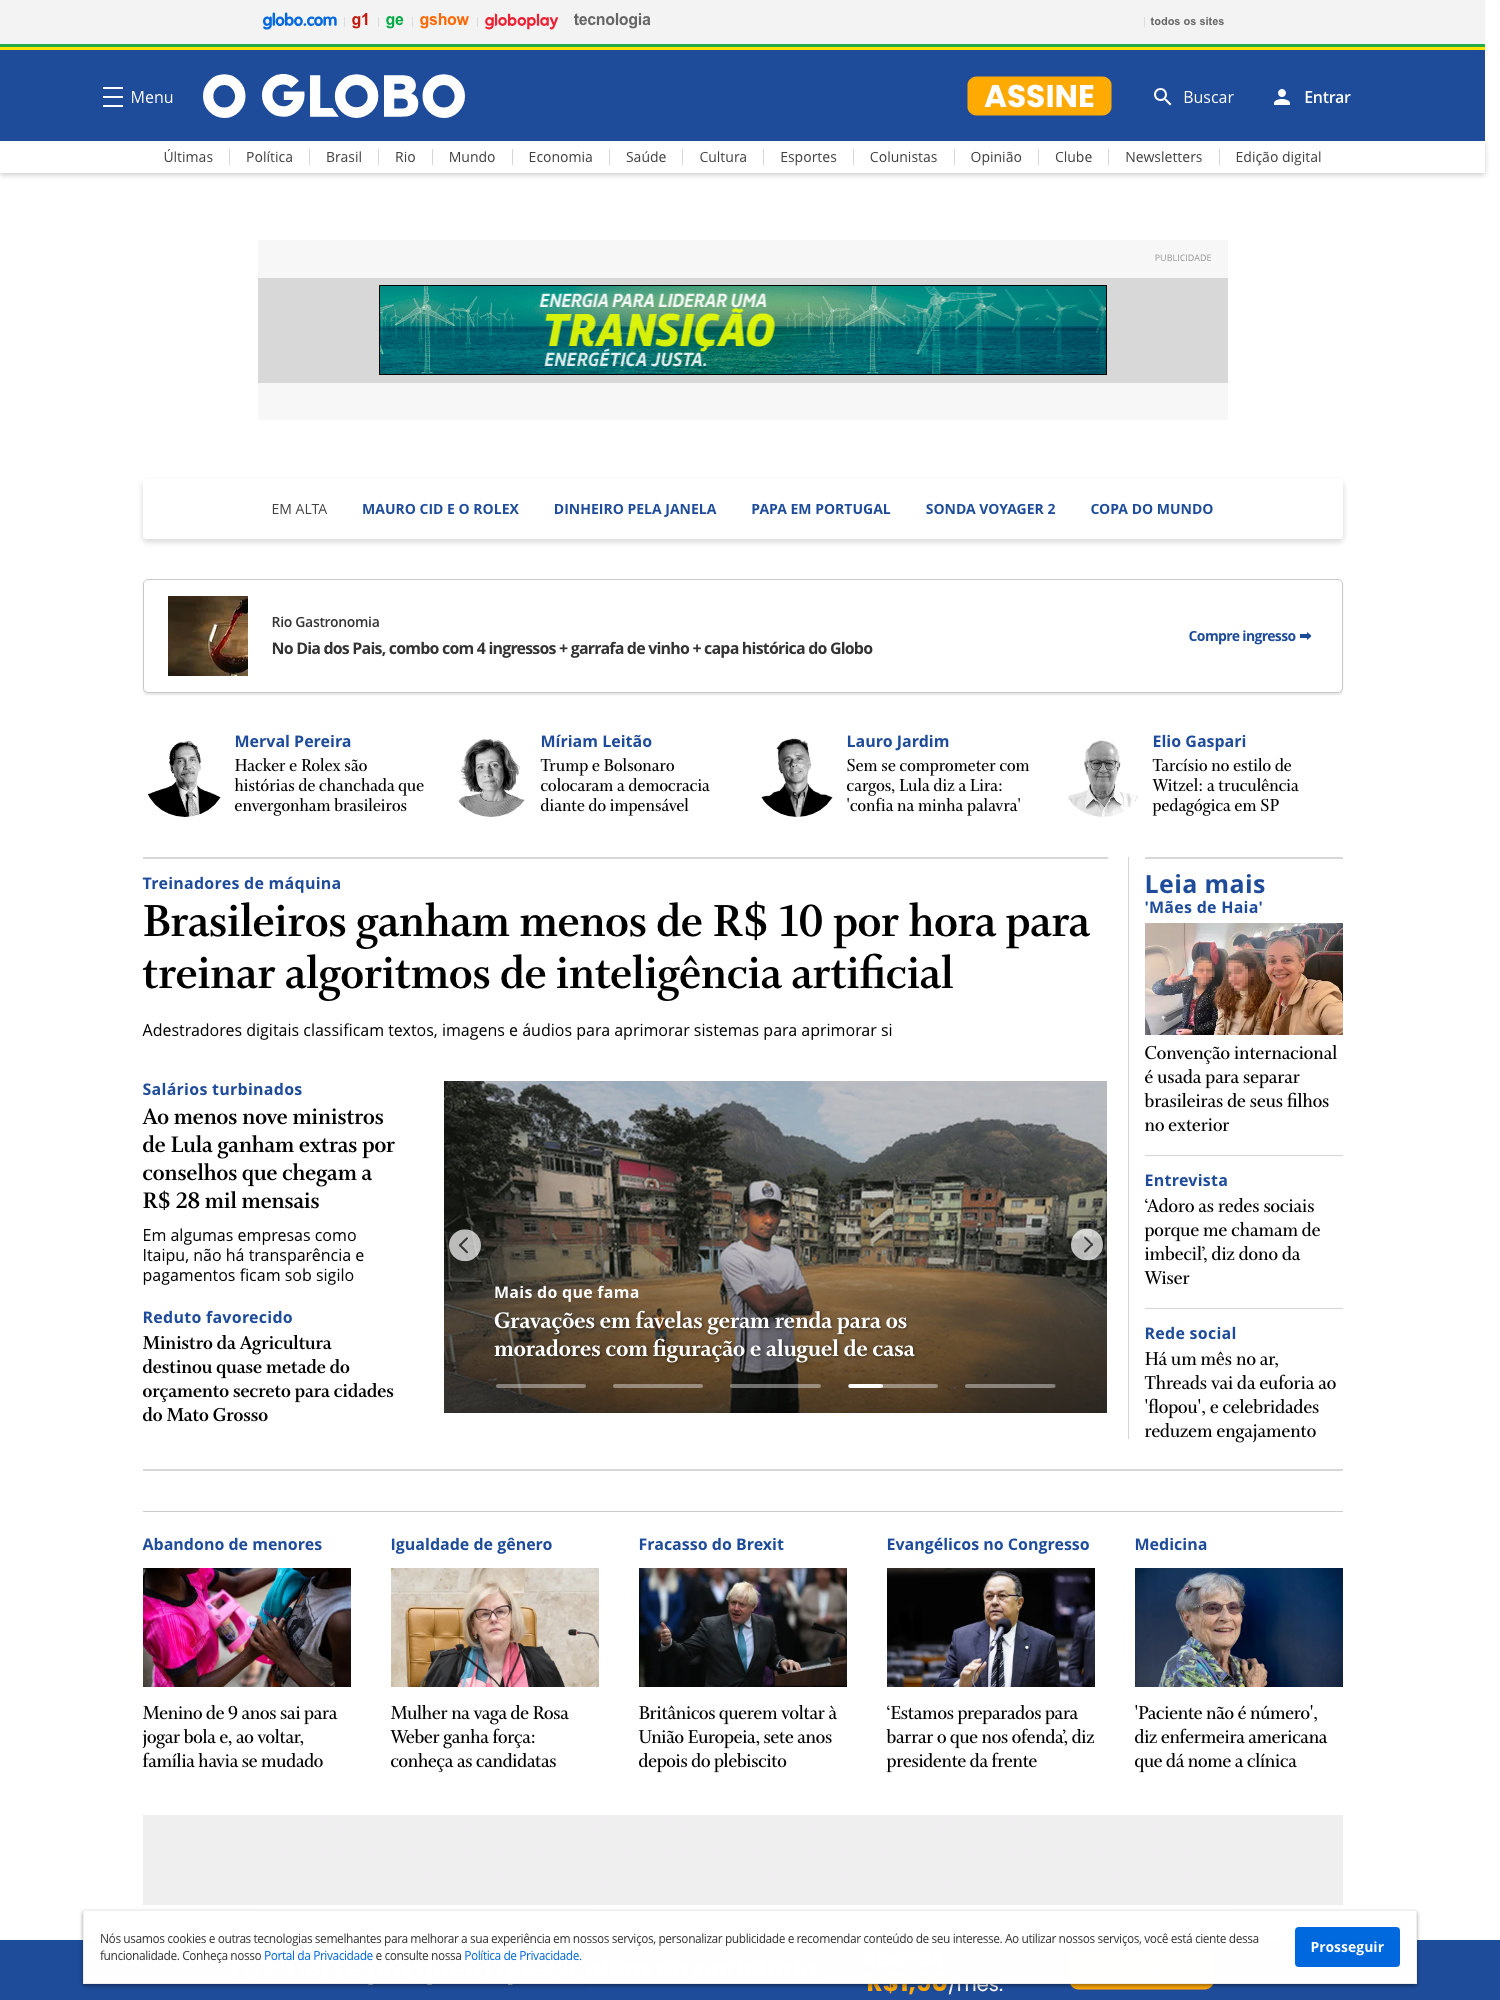 globo.com
g1
ge
gshow
globoplay
tecnologia
todos os sites
Menu
O GLOBO
ASSINE
Buscar
Entrar
Últimas
Política
Brasil
Rio
Mundo
Economia
Saúde
Cultura
Esportes
Colunistas
Opinião
Clube
Newsletters
Edição digital
PUBLICIDADE
ENERGIA PARA LIDERAR UMA
TRANSIÇÃO
ENERGÉTICA JUSTA.
EM ALTA
MAURO CID E O ROLEX
DINHEIRO PELA JANELA
PAPA EM PORTUGAL
SONDA VOYAGER 2
COPA DO MUNDO
Rio Gastronomia
No Dia dos Pais, combo com 4 ingressos + garrafa de vinho + capa histórica do Globo
Compre ingresso ➡
Merval Pereira
Hacker e Rolex são
histórias de chanchada que
envergonham brasileiros
Míriam Leitão
Trump e Bolsonaro
colocaram a democracia
diante do impensável
Lauro Jardim
Sem se comprometer com
cargos, Lula diz a Lira:
'confia na minha palavra'
Elio Gaspari
Tarcísio no estilo de
Witzel: a truculência
pedagógica em SP
Treinadores de máquina
Brasileiros ganham menos de R$ 10 por hora para
treinar algoritmos de inteligência artificial
Adestradores digitais classificam textos, imagens e áudios para aprimorar sistemas para aprimorar si
Salários turbinados
Ao menos nove ministros
de Lula ganham extras por
conselhos que chegam a
R$ 28 mil mensais
Em algumas empresas como
Itaipu, não há transparência e
pagamentos ficam sob sigilo
Reduto favorecido
Ministro da Agricultura
destinou quase metade do
orçamento secreto para cidades
do Mato Grosso
Mais do que fama
Gravações em favelas geram renda para os
moradores com figuração e aluguel de casa
Leia mais
'Mães de Haia'
Convenção internacional
é usada para separar
brasileiras de seus filhos
no exterior
Entrevista
‘Adoro as redes sociais
porque me chamam de
imbecil’, diz dono da
Wiser
Rede social
Há um mês no ar,
Threads vai da euforia ao
'flopou', e celebridades
reduzem engajamento
Abandono de menores
Menino de 9 anos sai para
jogar bola e, ao voltar,
família havia se mudado
Igualdade de gênero
Mulher na vaga de Rosa
Weber ganha força:
conheça as candidatas
Fracasso do Brexit
Britânicos querem voltar à
União Europeia, sete anos
depois do plebiscito
Evangélicos no Congresso
‘Estamos preparados para
barrar o que nos ofenda’, diz
presidente da frente
Medicina
'Paciente não é número',
diz enfermeira americana
que dá nome a clínica
Nós usamos cookies e outras tecnologias semelhantes para melhorar a sua experiência em nossos serviços, personalizar publicidade e recomendar conteúdo de seu interesse. Ao utilizar nossos serviços, você está ciente dessa
funcionalidade. Conheça nosso Portal da Privacidade e consulte nossa Política de Privacidade.
Prosseguir